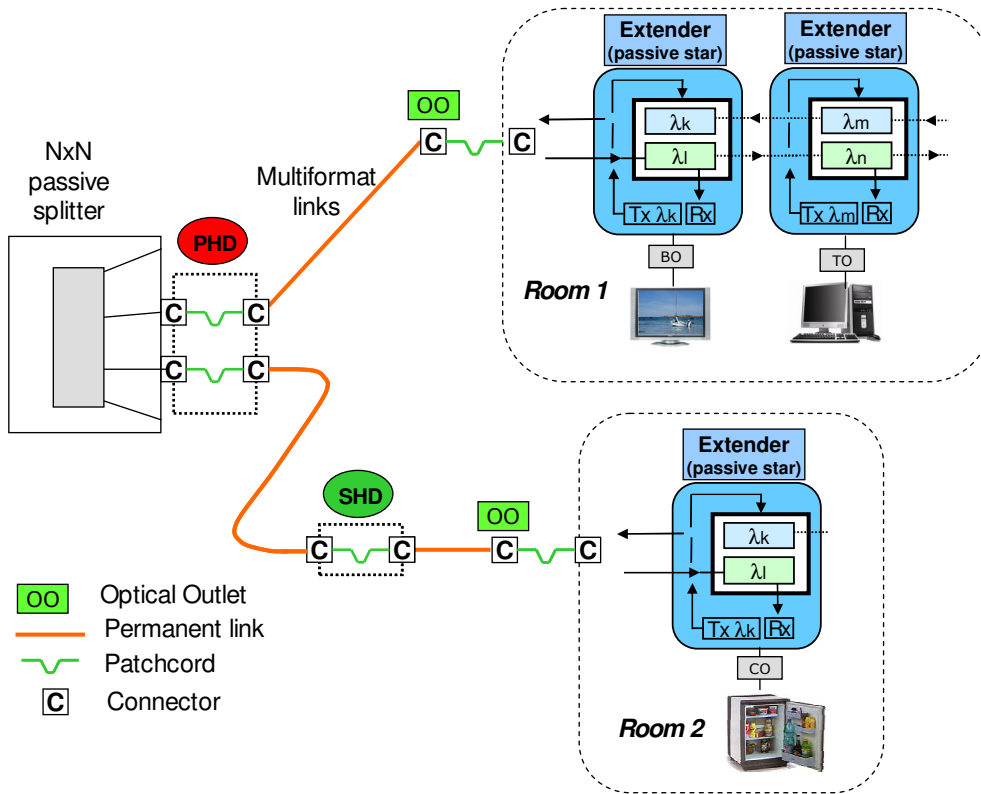 Extender
(passive star)
Extender
(passive star)
OO
λk
λm
C
C
λl
λn
NxN
passive
splitter
Multiformat
links
Tx λk
Rx
Tx λm
Rx
PHD
BO
TO
Room 1
C
C
C
C
Extender
(passive star)
SHD
OO
λk
C
C
C
C
λl
OO
Optical Outlet
Permanent link
Tx λk
Rx
Patchcord
CO
C
Connector
Room 2